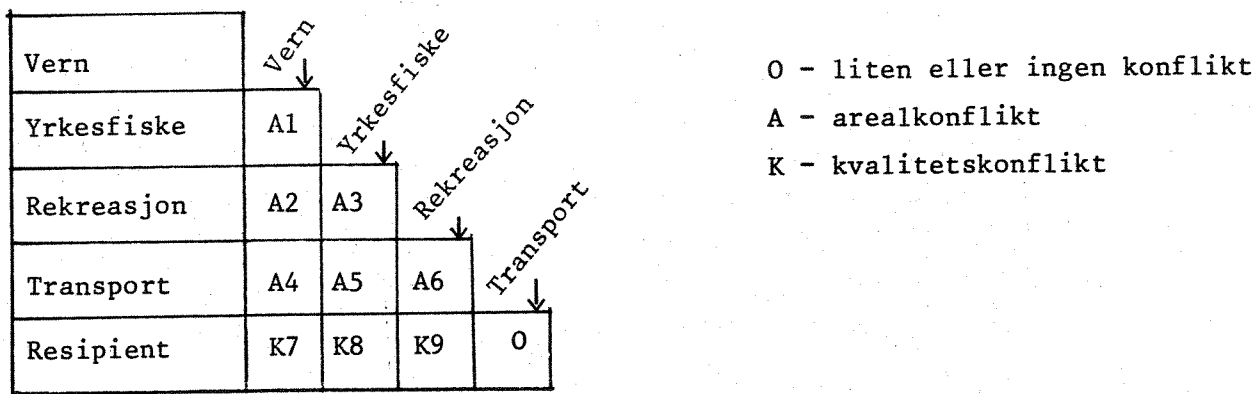 Vern
Vern
Yrkesfiske A1
Yrkesfiske
Rekreasjon A2 A3
Rekreasjon
Transport A4 A5 A6
Transport
Resipient K7 K8 K9 O
O - liten eller ingen konflikt
A - arealkonflikt
K - kvalitetskonflikt